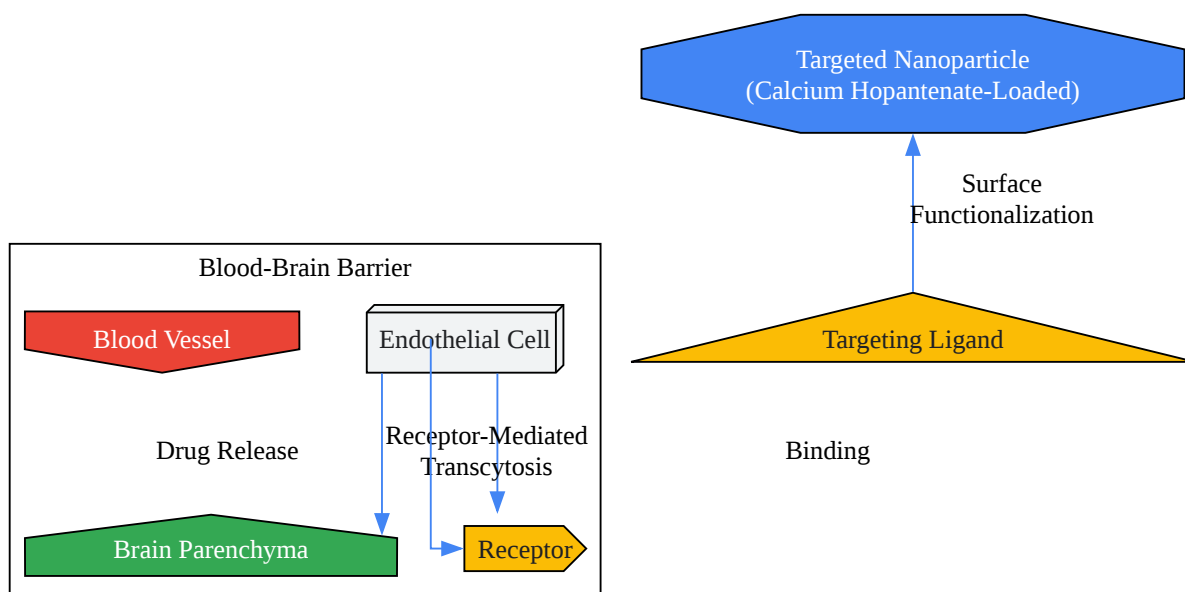 Targeted Nanoparticle
(Calcium Hopantenate-Loaded)
Surface
Functionalization
Blood-Brain Barrier
Blood Vessel
Endothelial Cell
Targeting Ligand
Drug Release
Receptor-Mediated
Transcytosis
Binding
Brain Parenchyma
Receptor